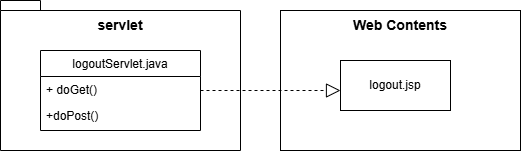 servlet
logoutServlet.java
+ doGet()
+doPost()
Web Contents
logout.jsp